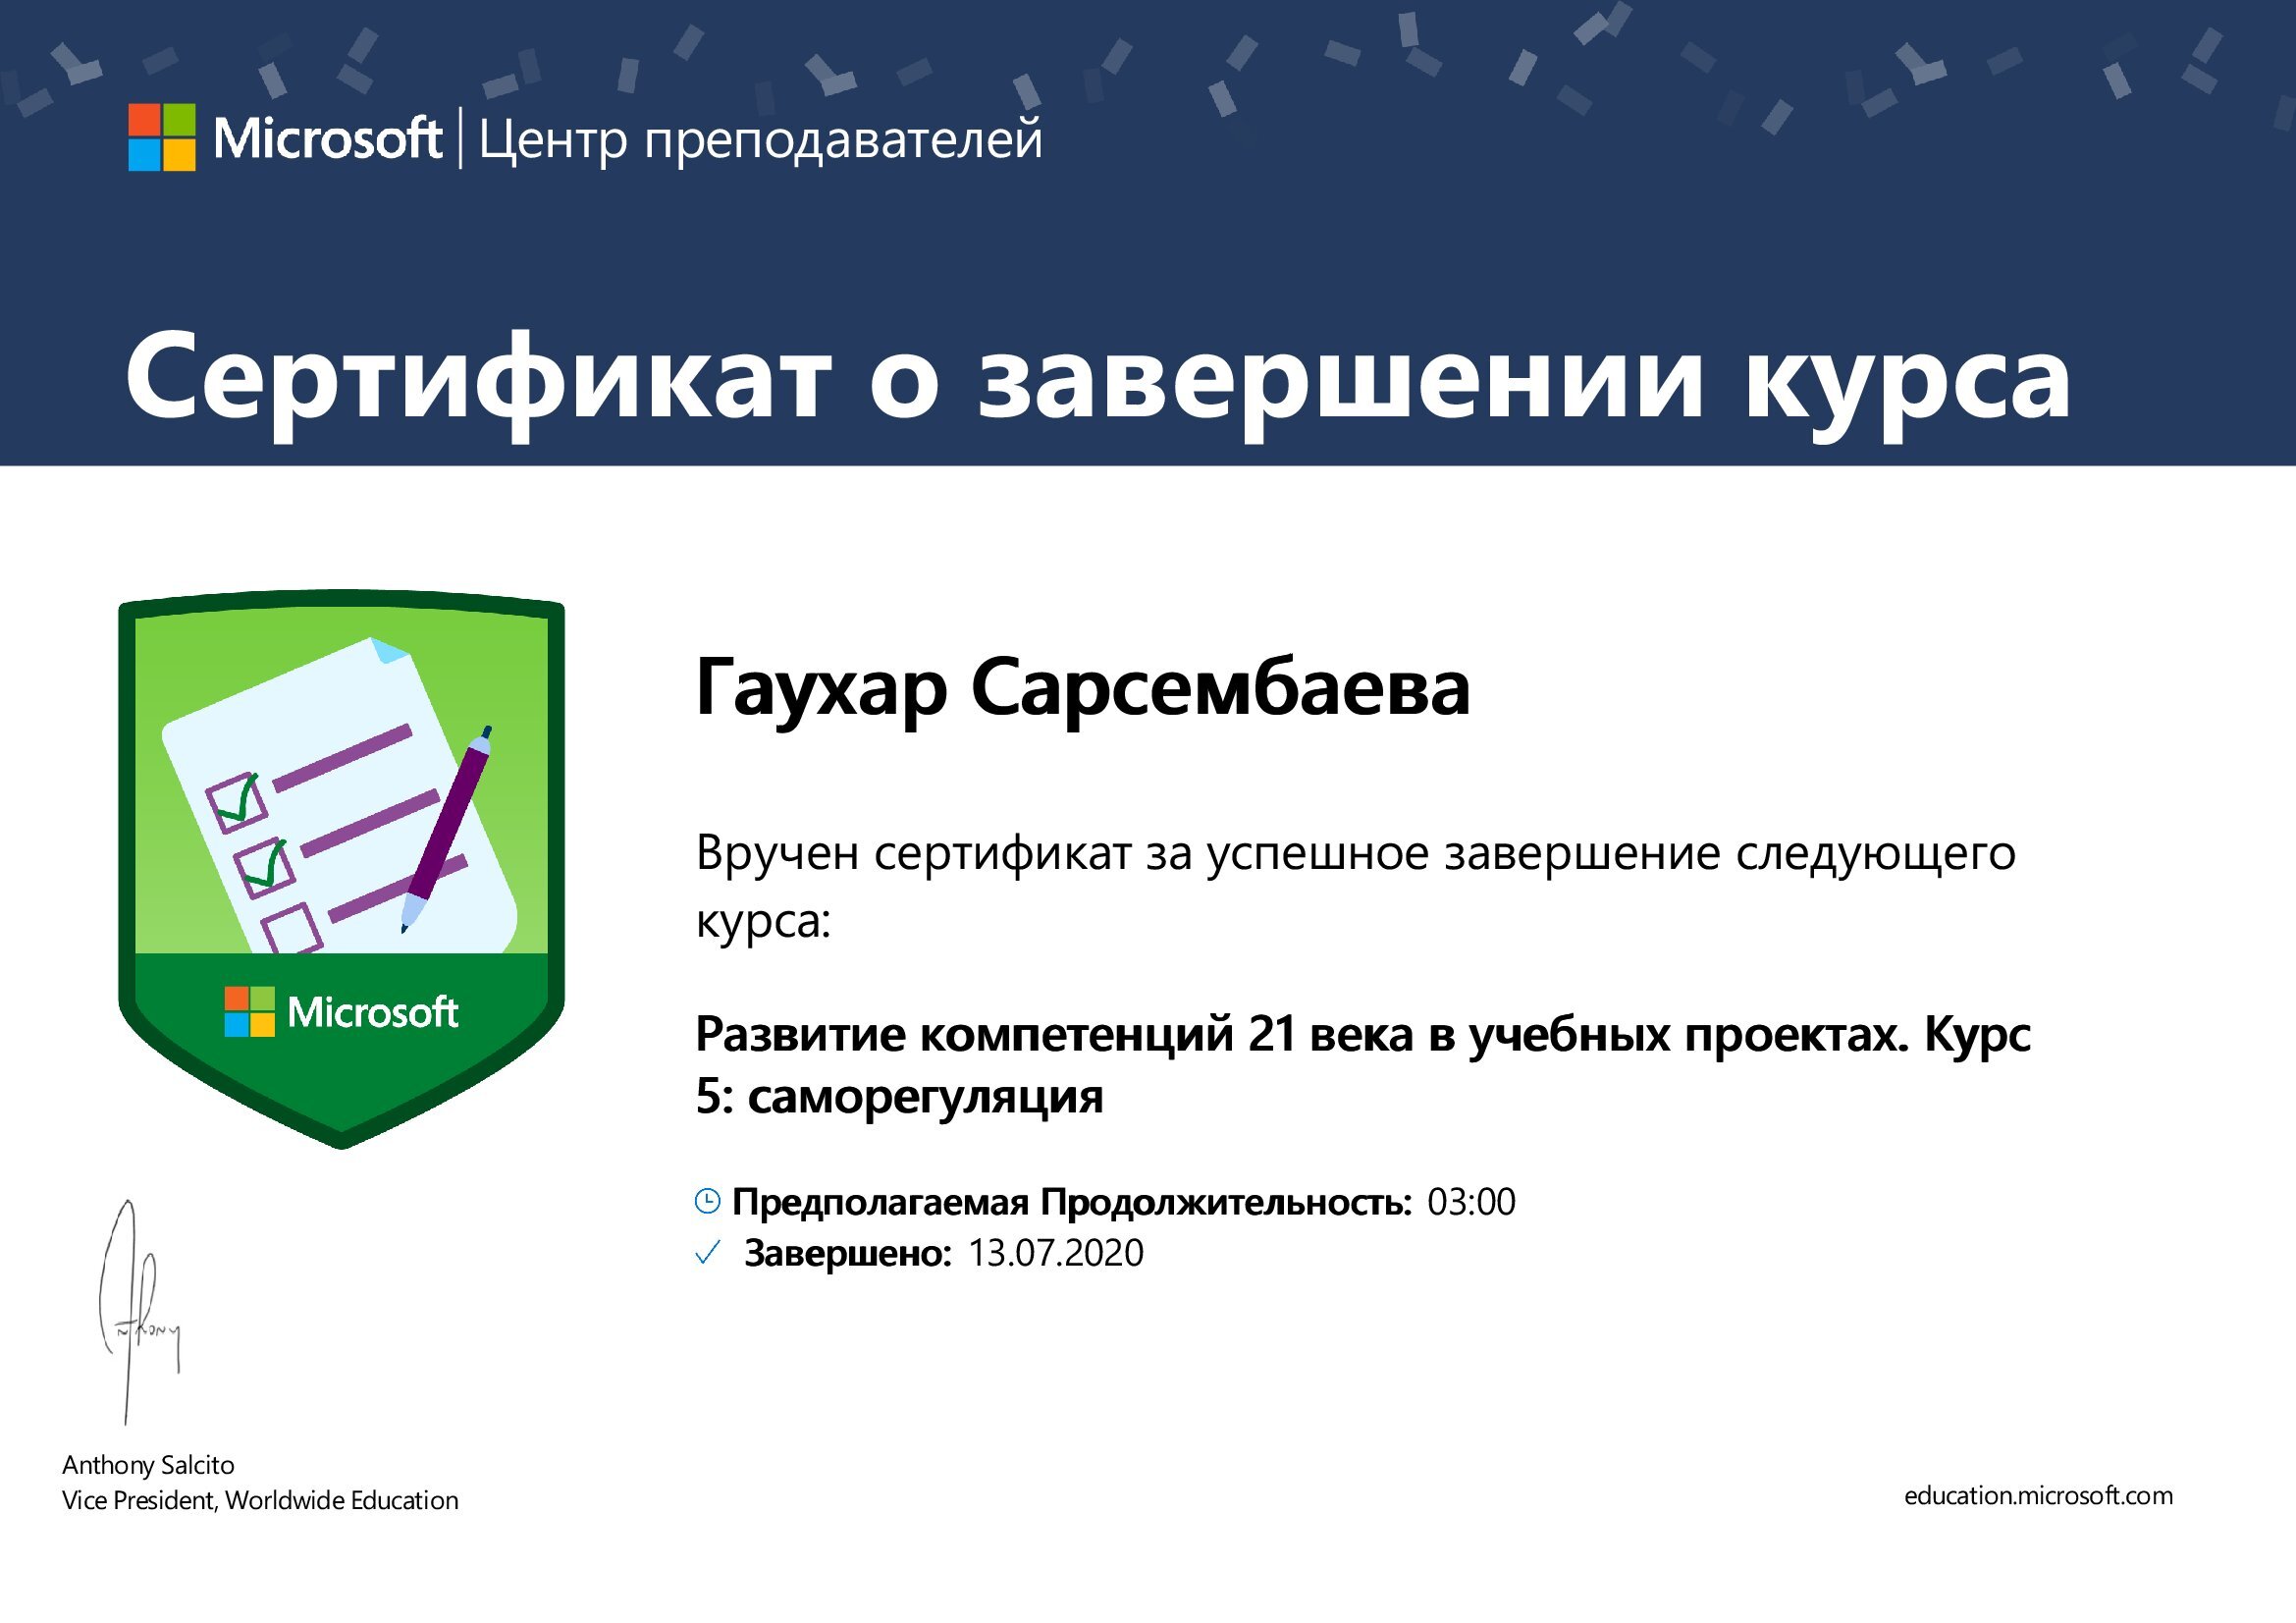 Microsoft | Центр преподавателей
Сертификат о завершении курса
Гаухар Сарсембаева
Вручен сертификат за успешное завершение следующего
курса:
Microsoft
Развитие компетенций 21 века в учебных проектах. Курс
5: саморегуляция
Предполагаемая Продолжительность: 03:00
Завершено: 13.07.2020
Anthony
Anthony Salcito
Vice President, Worldwide Education
education.microsoft.com